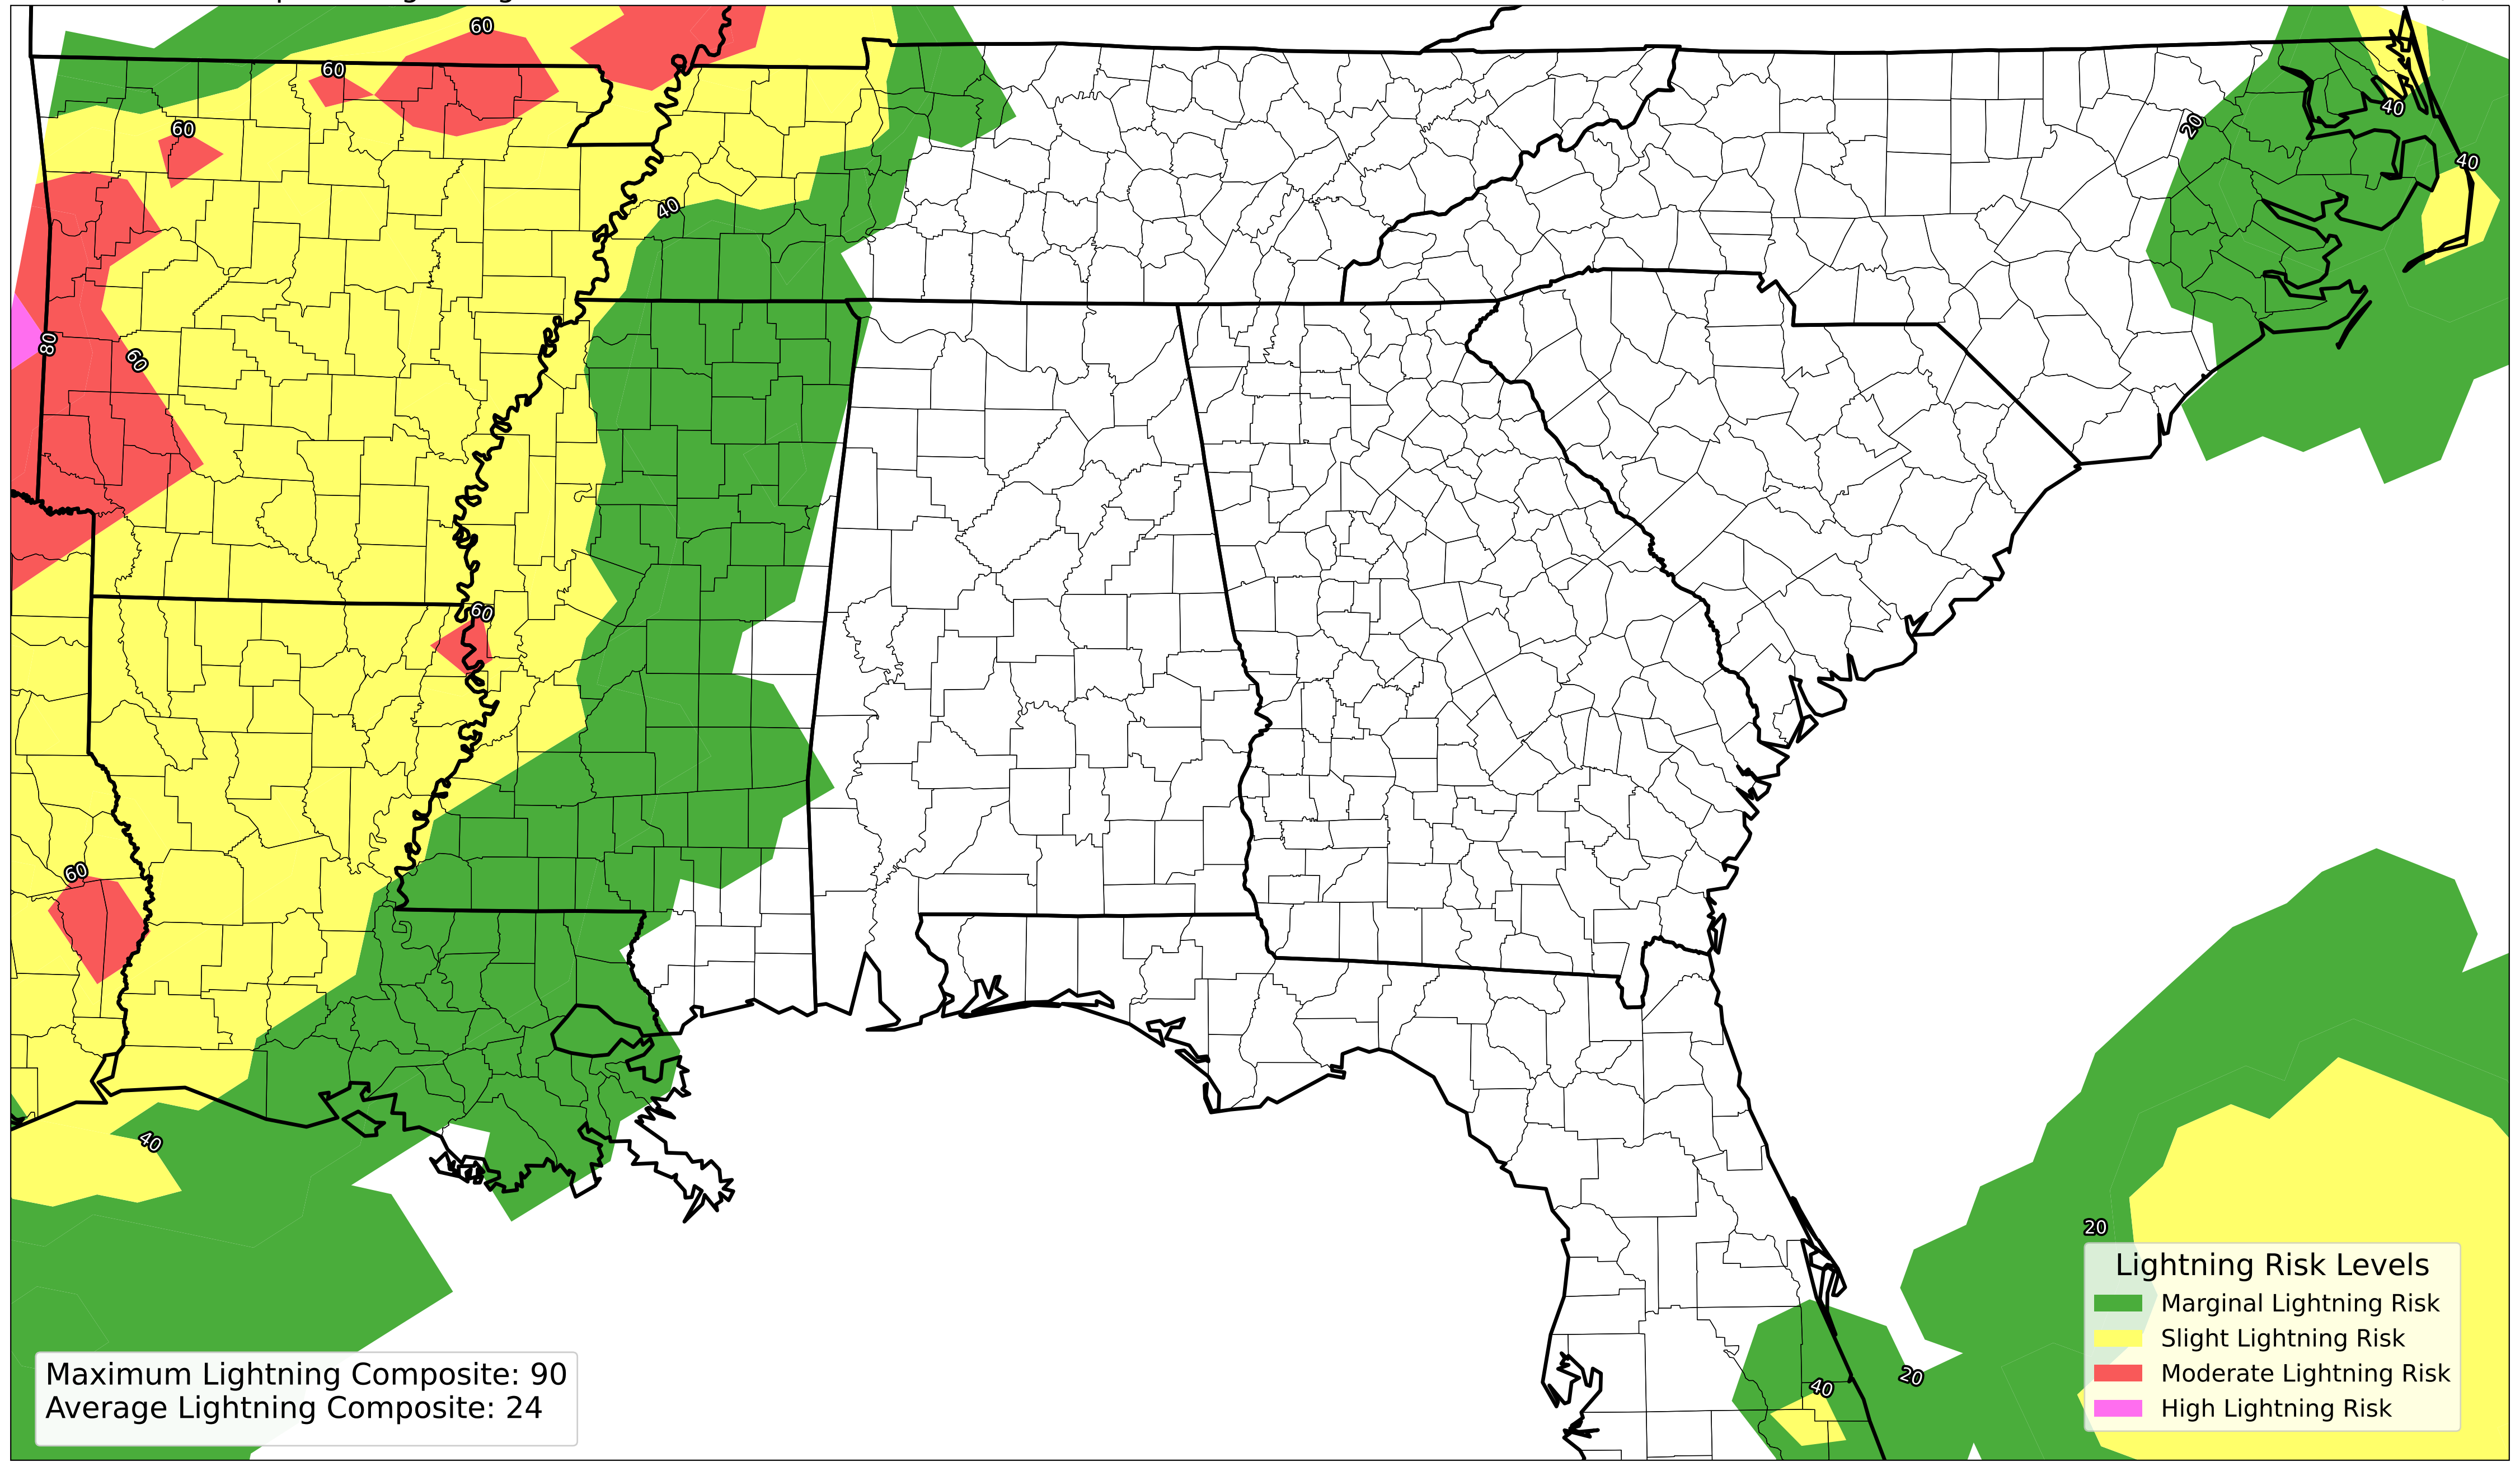 60
60
60
40
20
40
40
80
60
60
60
40
20
40
20
Lightning Risk Levels
Marginal Lightning Risk
Slight Lightning Risk
Moderate Lightning Risk
High Lightning Risk
Maximum Lightning Composite: 90
Average Lightning Composite: 24